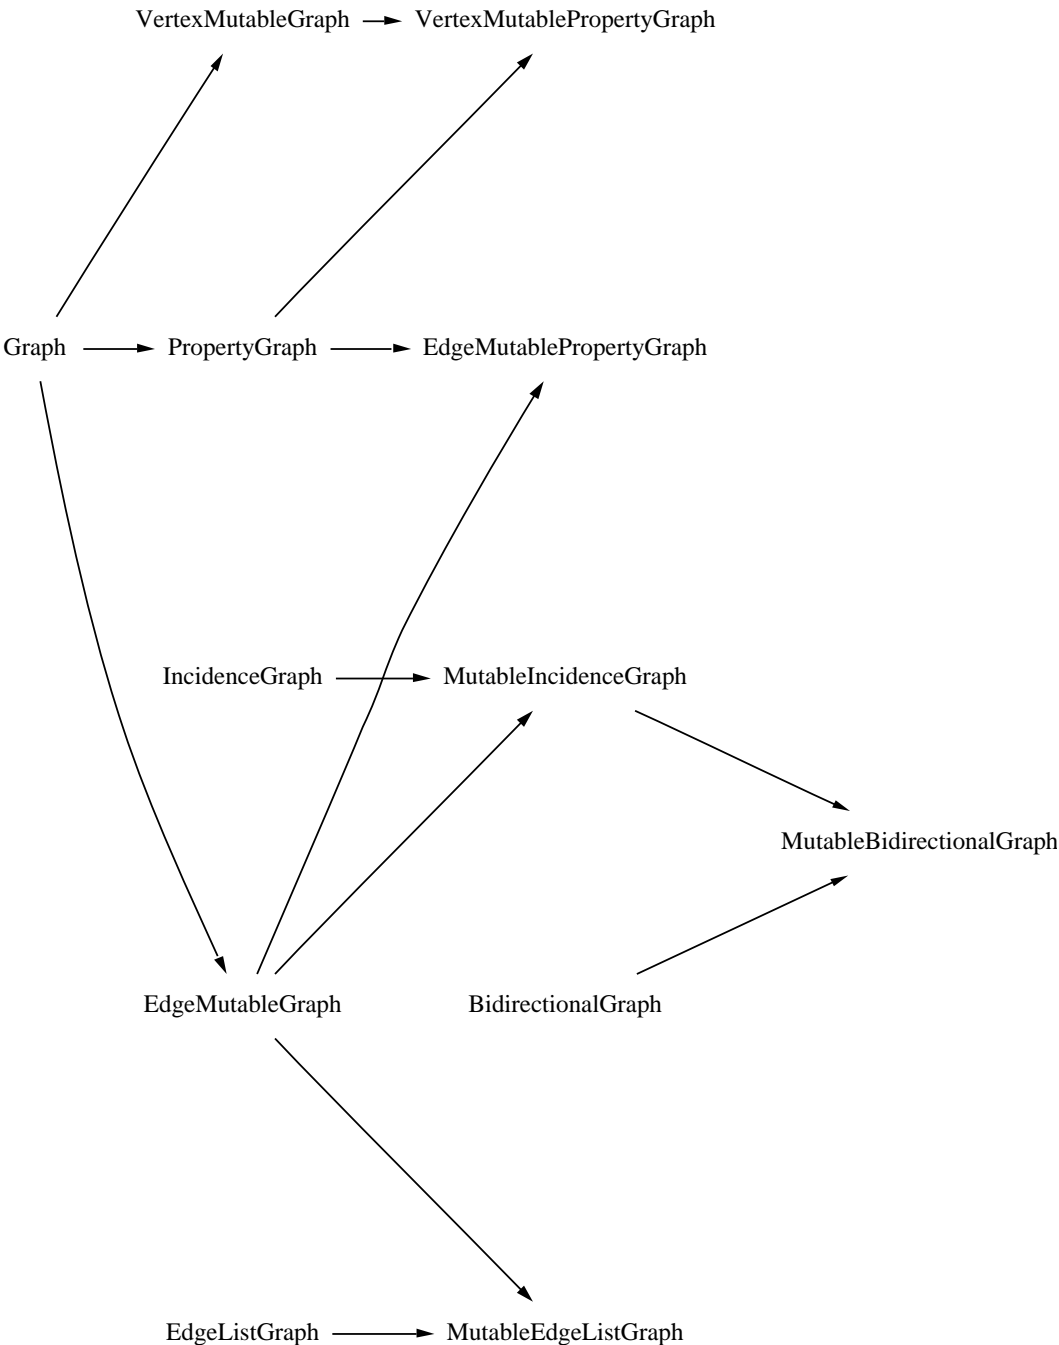 VertexMutableGraph VertexMutablePropertyGraph
Graph PropertyGraph EdgeMutablePropertyGraph
IncidenceGraph MutableIncidenceGraph
MutableBidirectionalGraph
EdgeMutableGraph BidirectionalGraph
EdgeListGraph MutableEdgeListGraph